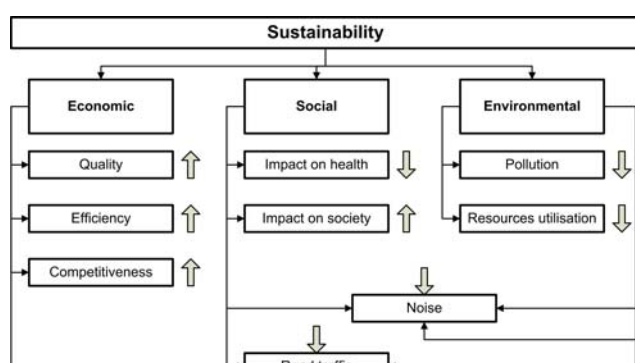 Sustainability
Economic
Social
Environmental
Quality
Impact on health
Pollution
Efficiency
Impact on society
Resources utilisation
Competitiveness
Noise